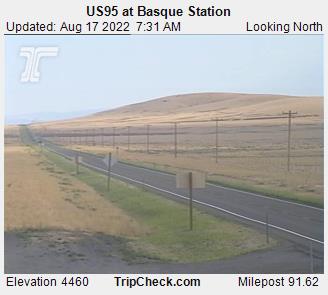 US95 at Basque Station
Updated: Aug 17 2022 7:31 AM Looking North
Elevation 4460 TripCheck.com Milepost 91.62